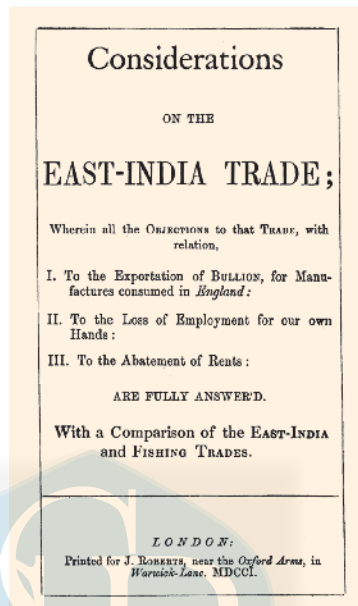 Considerations
ON THE
EAST-INDIA TRADE;
Wherein all the OBJECTIONS to that TRADE, with
relation,
I. To the Exportation of BULLION, for Manu-
factures consumed in England:
II. To the Loss of Employment for our own
Hands:
III. To the Abatement of Rents:
ARE FULLY ANSWER'D.
With a Comparison of the EAST-INDIA
and FISHING TRADES.
LONDON:
Printed for J. ROBERTS, near the Oxford Arms, in
Warwick-Lane. MDCCI.